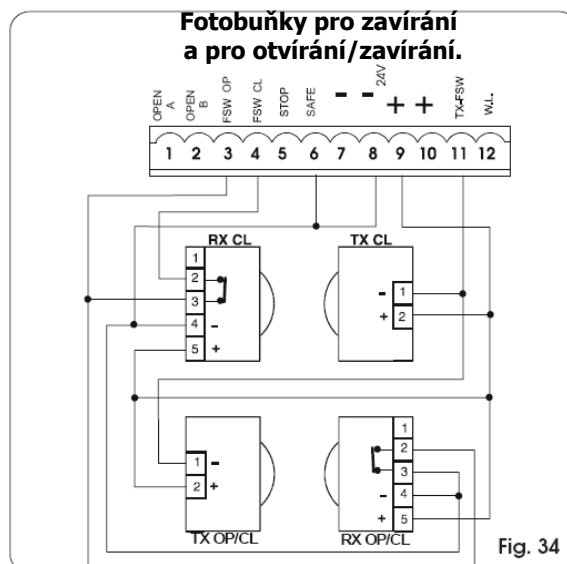 Fotobuňky pro zavírání
a pro otvírání/zavírání.
OPEN A
OPEN B
FSW OP
FSW CL
STOP
SAFE
-
-
24V
+
+
TX-FSW
W.L.
1 2 3 4 5 6 7 8 9 10 11 12
RX CL
1
2
3
4 -
5 +
TX CL
- 1
+ 2
1 -
2 +
TX OP/CL
1
2
3
- 4
+ 5
RX OP/CL
Fig. 34